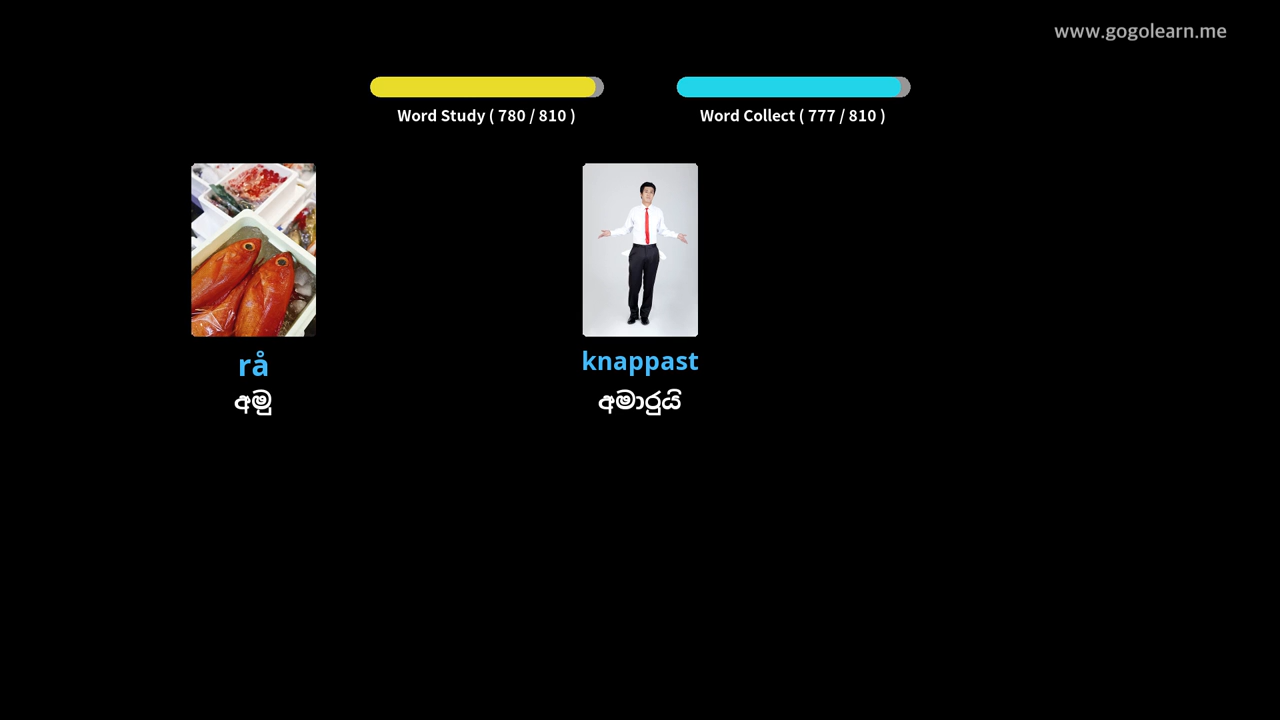 www.gogolearn.me
Word Study ( 780 / 810 )
Word Collect ( 777 / 810 )
rå
අමු
knappast
අමාරුයි